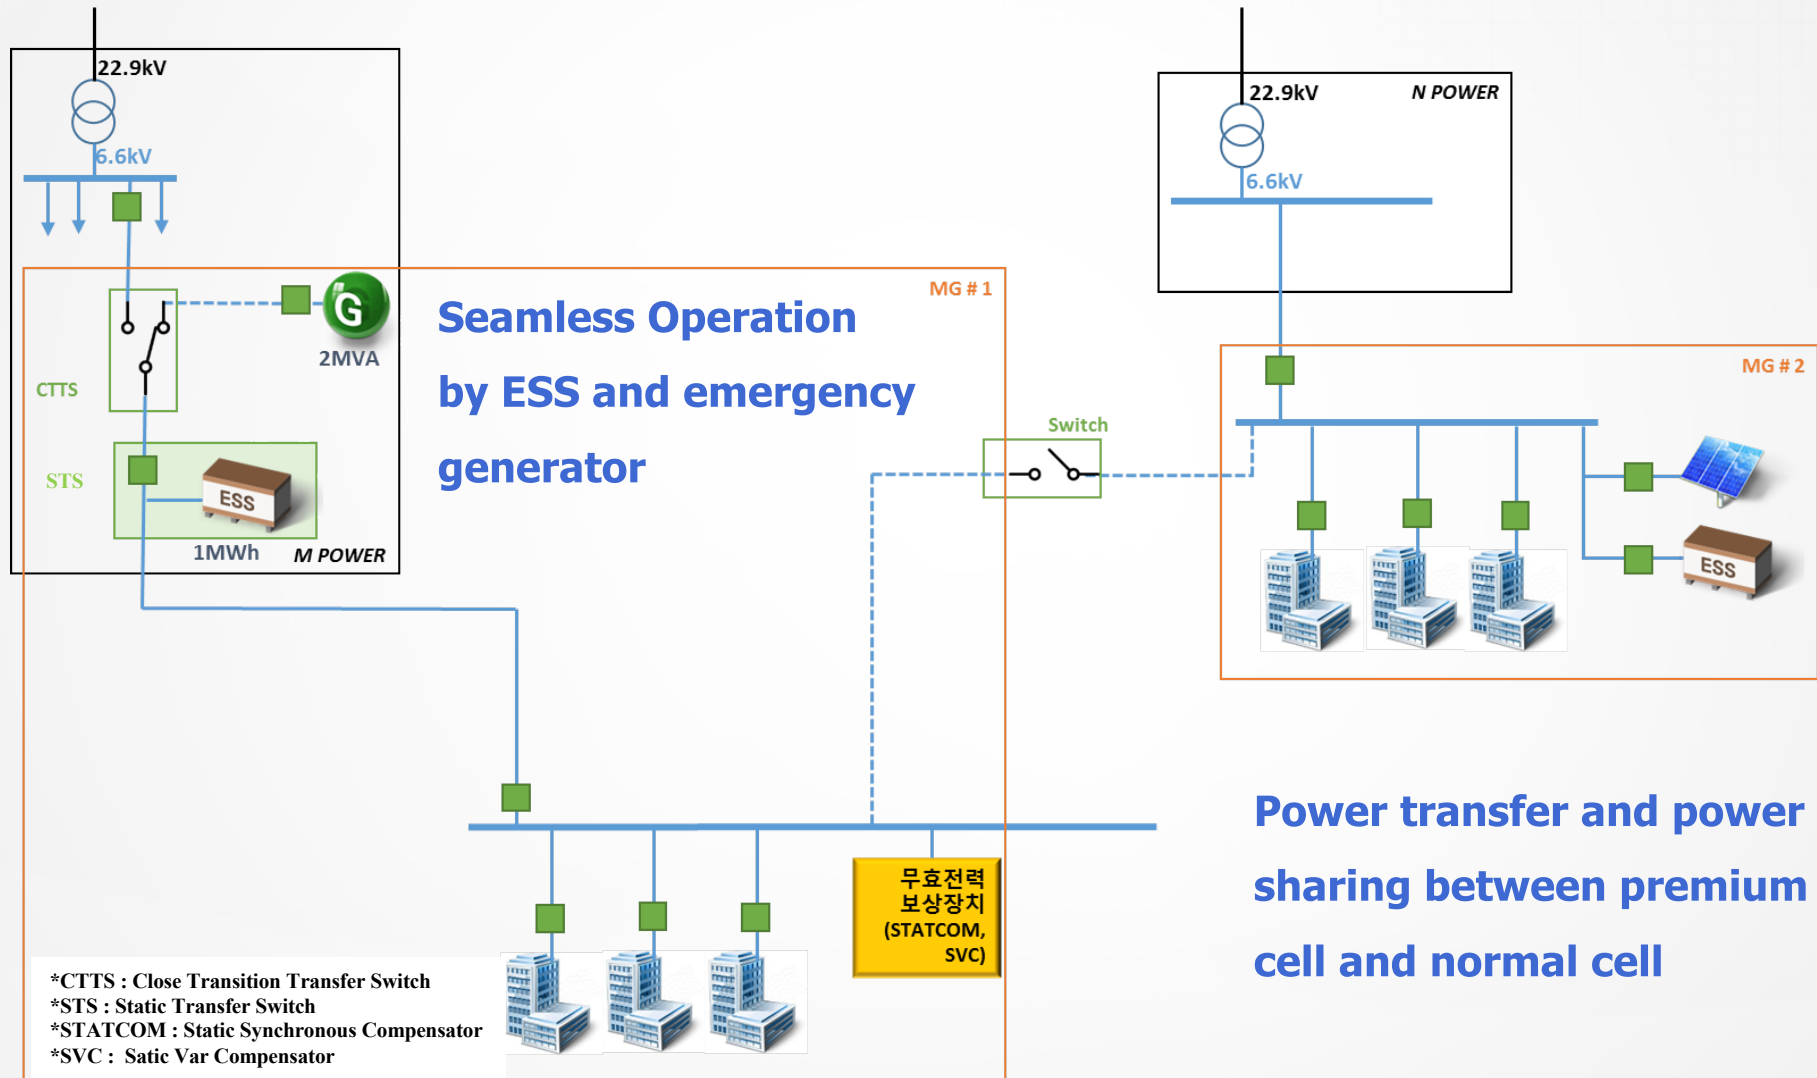 22.9kV
6.6kV
G
2MVA
CTTS
STS
ESS
1MWh
M POWER
MG # 1
Seamless Operation
by ESS and emergency
generator
Switch
22.9kV
N POWER
6.6kV
MG # 2
ESS
무효전력
보상장치
(STATCOM,
SVC)
Power transfer and power
sharing between premium
cell and normal cell
*CTTS : Close Transition Transfer Switch
*STS : Static Transfer Switch
*STATCOM : Static Synchronous Compensator
*SVC : Satic Var Compensator